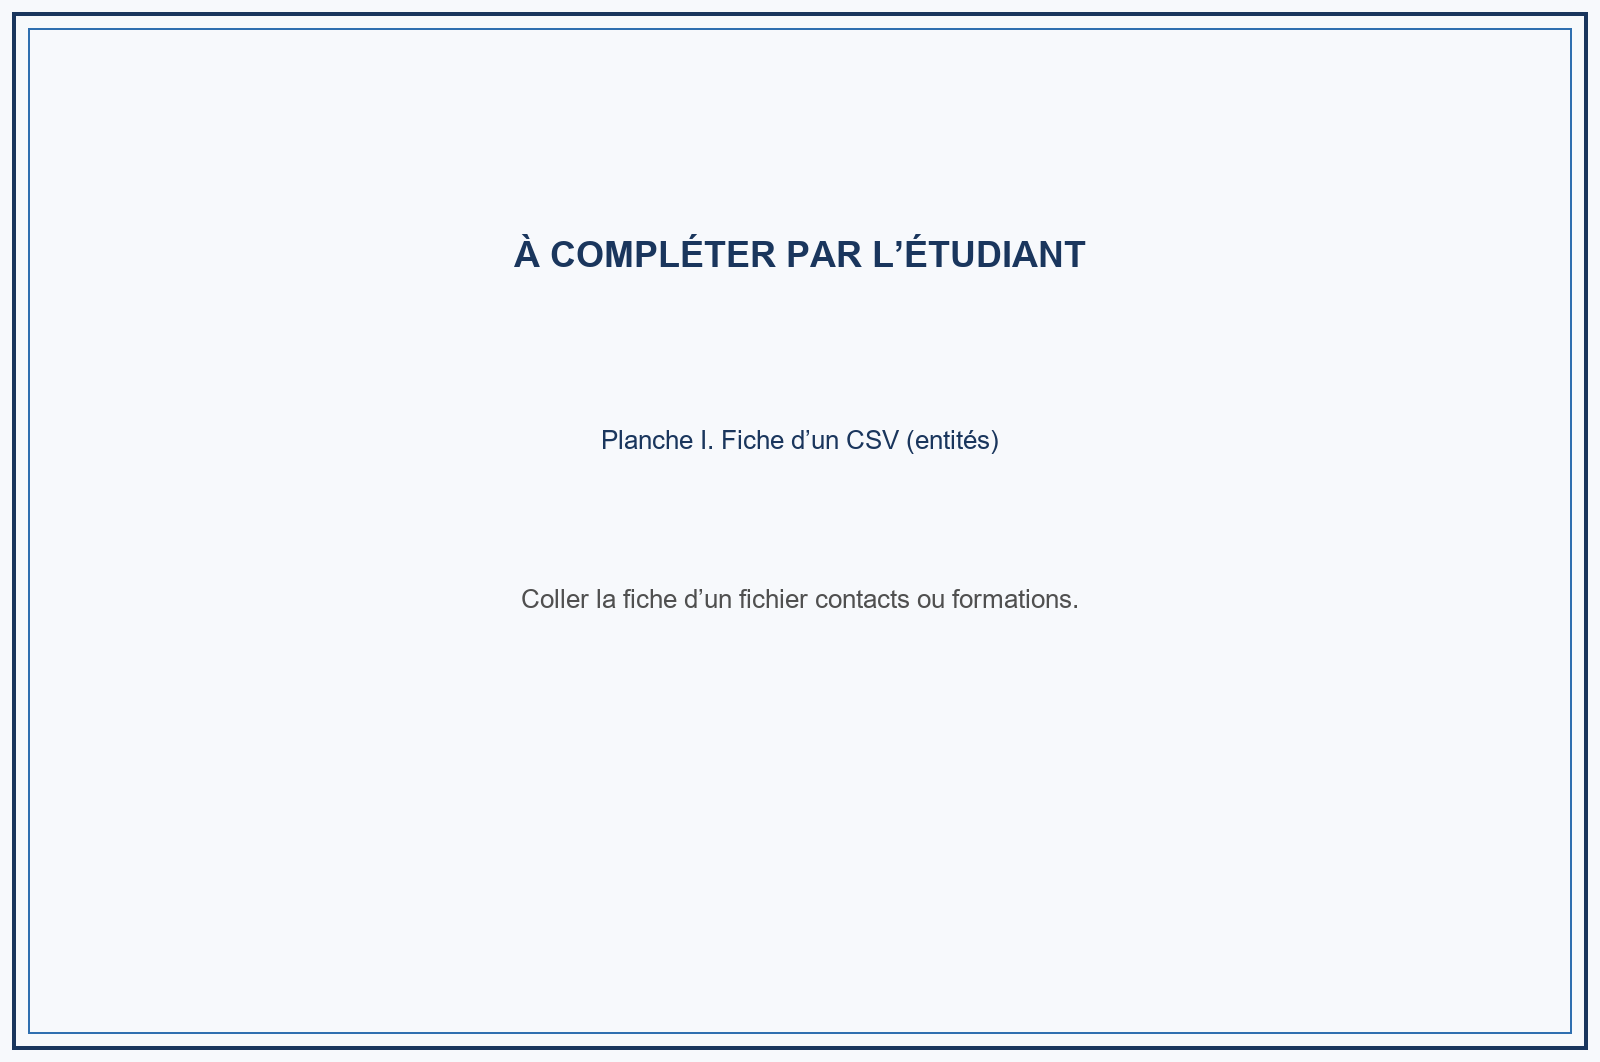 À COMPLÉTER PAR L’ÉTUDIANT
Planche I. Fiche d’un CSV (entités)
Coller la fiche d’un fichier contacts ou formations.